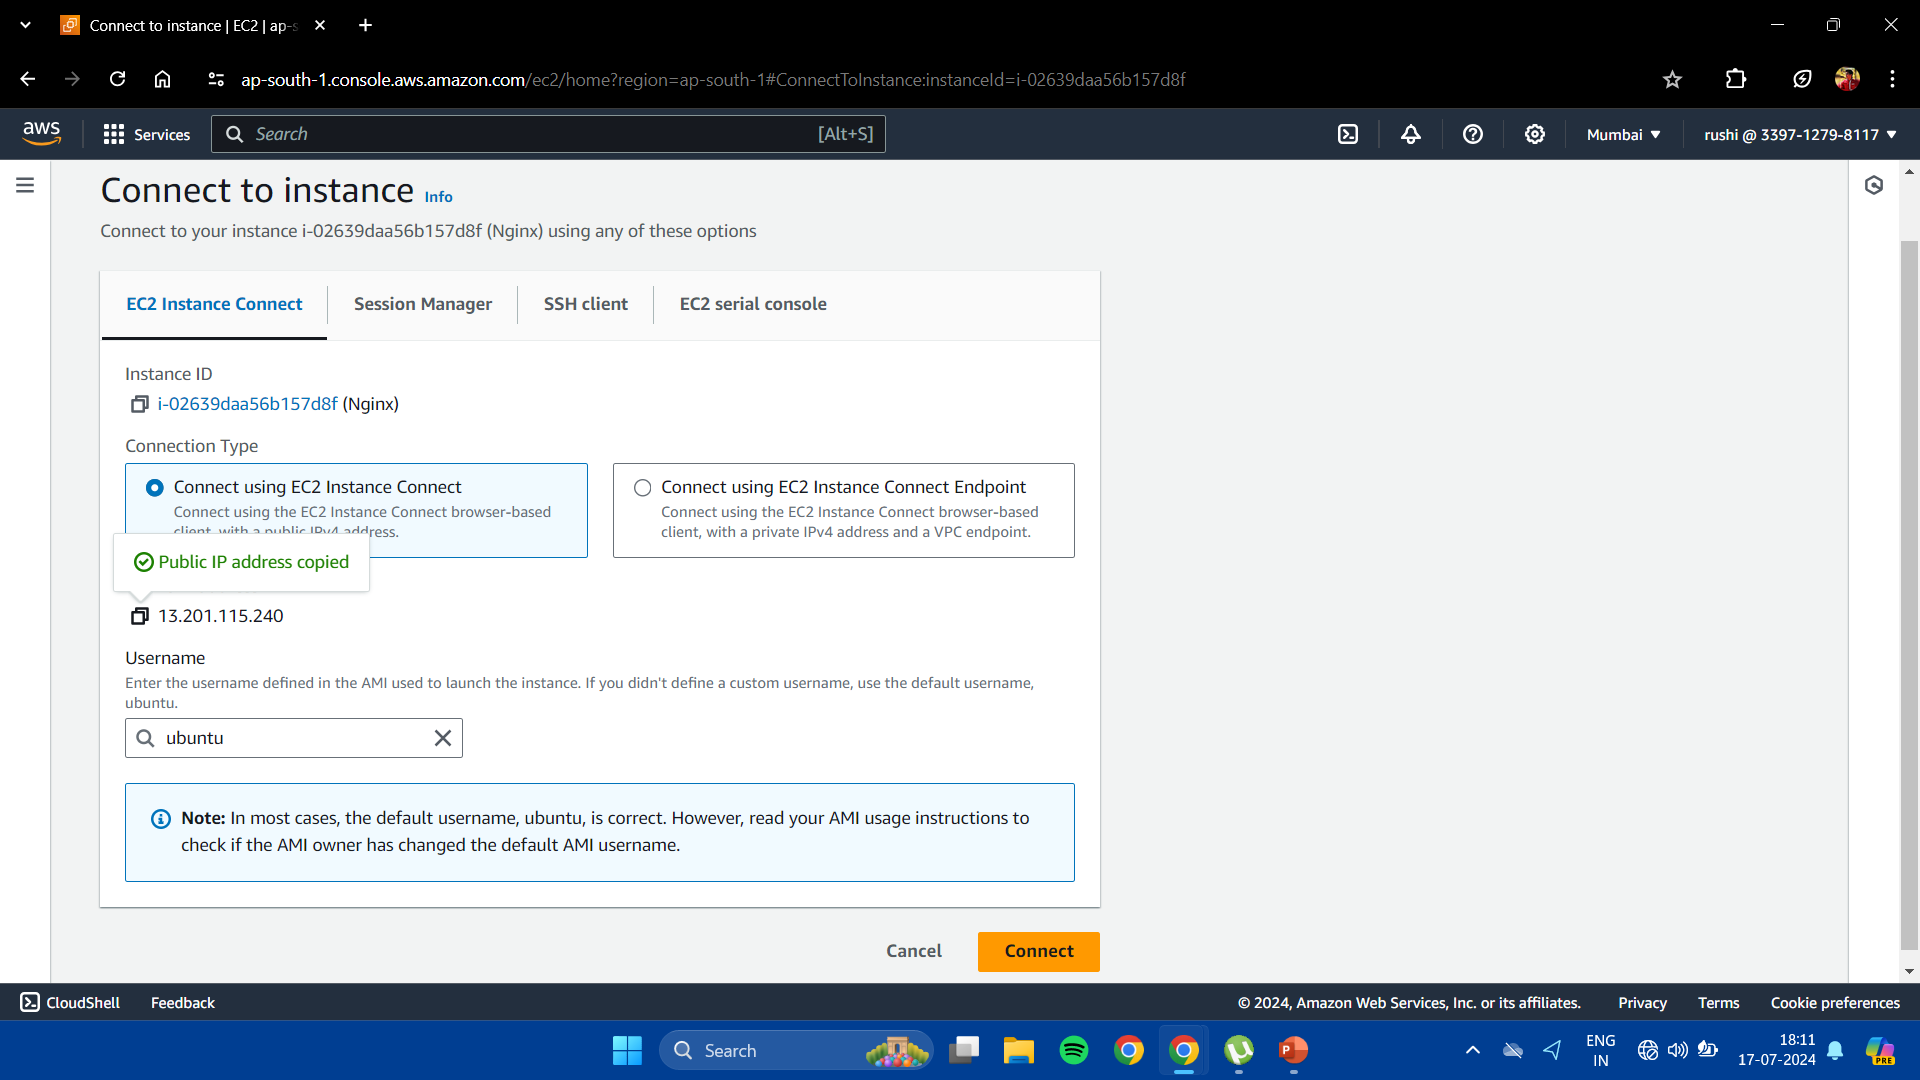 Connect to instance | EC2 | ap-s
ap-south-1.console.aws.amazon.com/ec2/home?region=ap-south-1#ConnectToInstance:instanceId=i-02639daa56b157d8f
aws
Services
Search
[Alt+S]
Mumbai
rushi @ 3397-1279-8117
Connect to instance Info
Connect to your instance i-02639daa56b157d8f (Nginx) using any of these options
EC2 Instance Connect
Session Manager
SSH client
EC2 serial console
Instance ID
i-02639daa56b157d8f (Nginx)
Connection Type
Connect using EC2 Instance Connect
Connect using the EC2 Instance Connect browser-based
client, with a public IPv4 address.
Connect using EC2 Instance Connect Endpoint
Connect using the EC2 Instance Connect browser-based
client, with a private IPv4 address and a VPC endpoint.
Public IP address copied
13.201.115.240
Username
Enter the username defined in the AMI used to launch the instance. If you didn't define a custom username, use the default username,
ubuntu.
ubuntu
Note: In most cases, the default username, ubuntu, is correct. However, read your AMI usage instructions to
check if the AMI owner has changed the default AMI username.
Cancel
Connect
CloudShell
Feedback
© 2024, Amazon Web Services, Inc. or its affiliates.
Privacy
Terms
Cookie preferences
Search
P
ENG
IN
18:11
17-07-2024
PRE